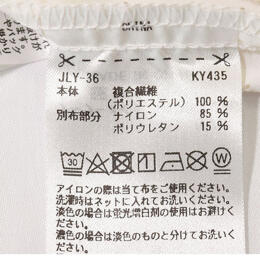 JLY-36 KY435
本体 複合繊維
(ポリエステル) 100 %
別布部分 ナイロン 85 %
ポリウレタン 15 %
30
W
アイロンの際は当て布をご使用ください。
洗濯時はネットに入れてお洗いください。
淡色の場合は蛍光増白剤の使用はお避けく
ださい。
濃色の場合は淡色のものと分けてお洗いく
ださい。